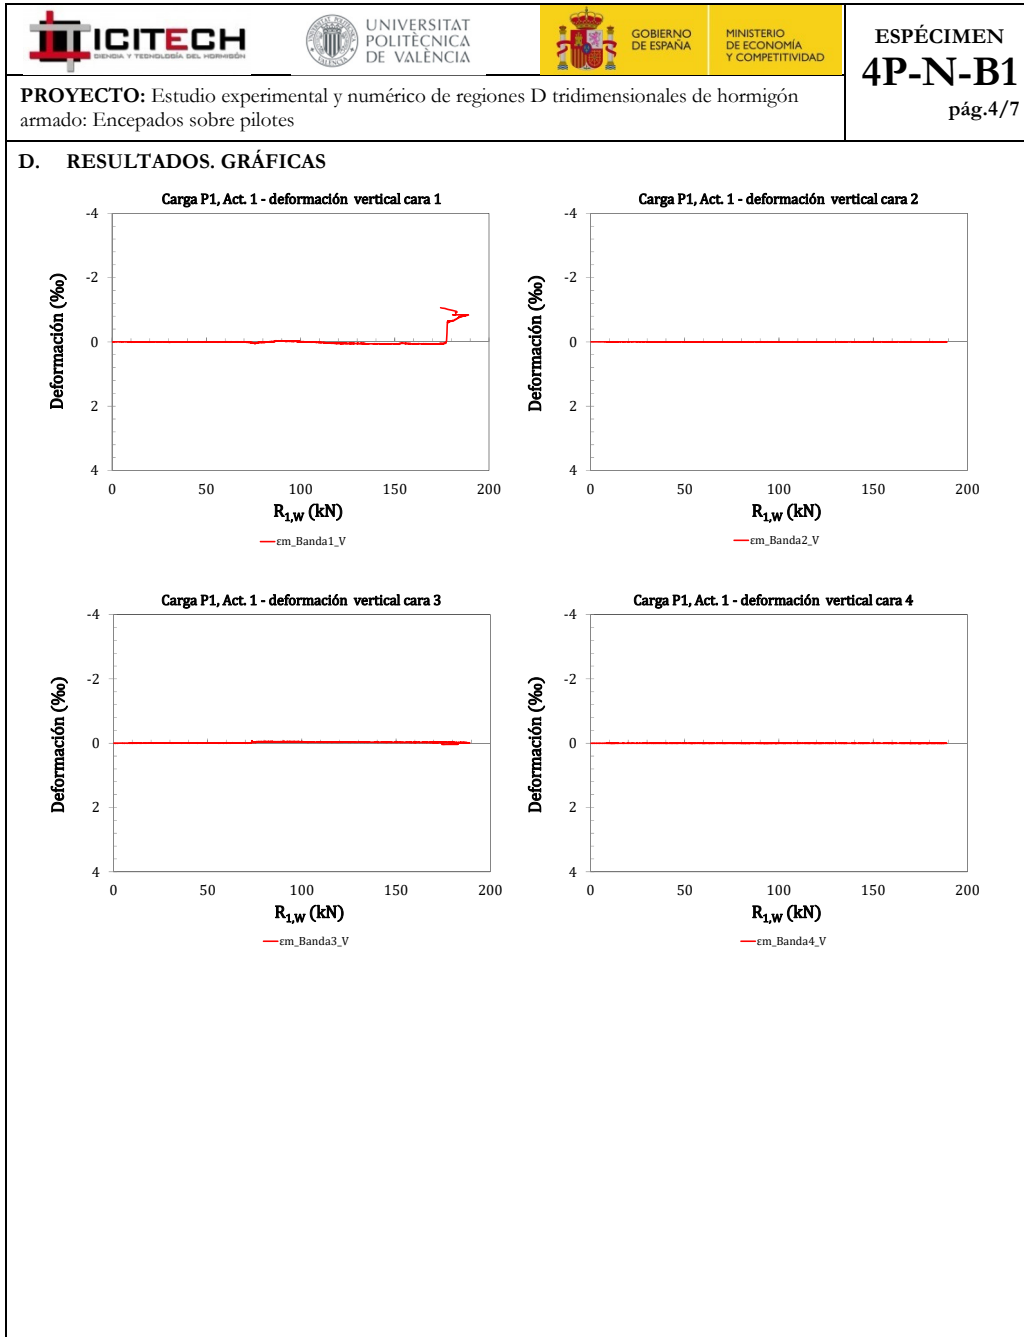 ICITECH
CIENCIA Y TECNOLOGÍA DEL HORMIGÓN
UNIVERSITAT
POLITÈCNICA
DE VALÈNCIA
GOBIERNO
DE ESPAÑA
MINISTERIO
DE ECONOMÍA
Y COMPETITIVIDAD
ESPÉCIMEN
4P-N-B1
pág.4/7
PROYECTO: Estudio experimental y numérico de regiones D tridimensionales de hormigón
armado: Encepados sobre pilotes
D. RESULTADOS. GRÁFICAS
Carga P1, Act. 1 - deformación vertical cara 1
-4
-2
0
2
4
Deformación (‰)
0 50 100 150 200
R1,W (kN)
εm_Banda1_V
Carga P1, Act. 1 - deformación vertical cara 2
-4
-2
0
2
4
Deformación (‰)
0 50 100 150 200
R1,W (kN)
εm_Banda2_V
Carga P1, Act. 1 - deformación vertical cara 3
-4
-2
0
2
4
Deformación (‰)
0 50 100 150 200
R1,W (kN)
εm_Banda3_V
Carga P1, Act. 1 - deformación vertical cara 4
-4
-2
0
2
4
Deformación (‰)
0 50 100 150 200
R1,W (kN)
εm_Banda4_V